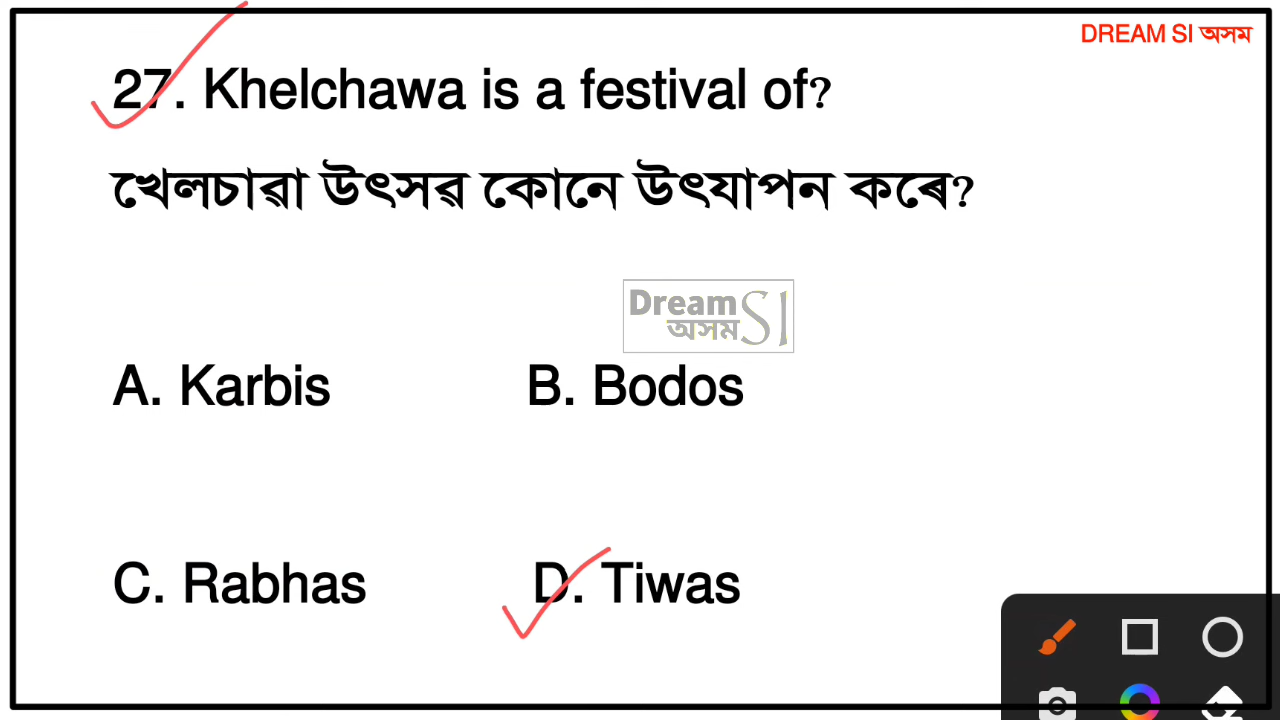 DREAM SI অসম
27. Khelchawa is a festival of?
খেলচাৱা উৎসৱ কোনে উৎযাপন কৰে?
Dream SI
অসম
A. Karbis B. Bodos
C. Rabhas D. Tiwas